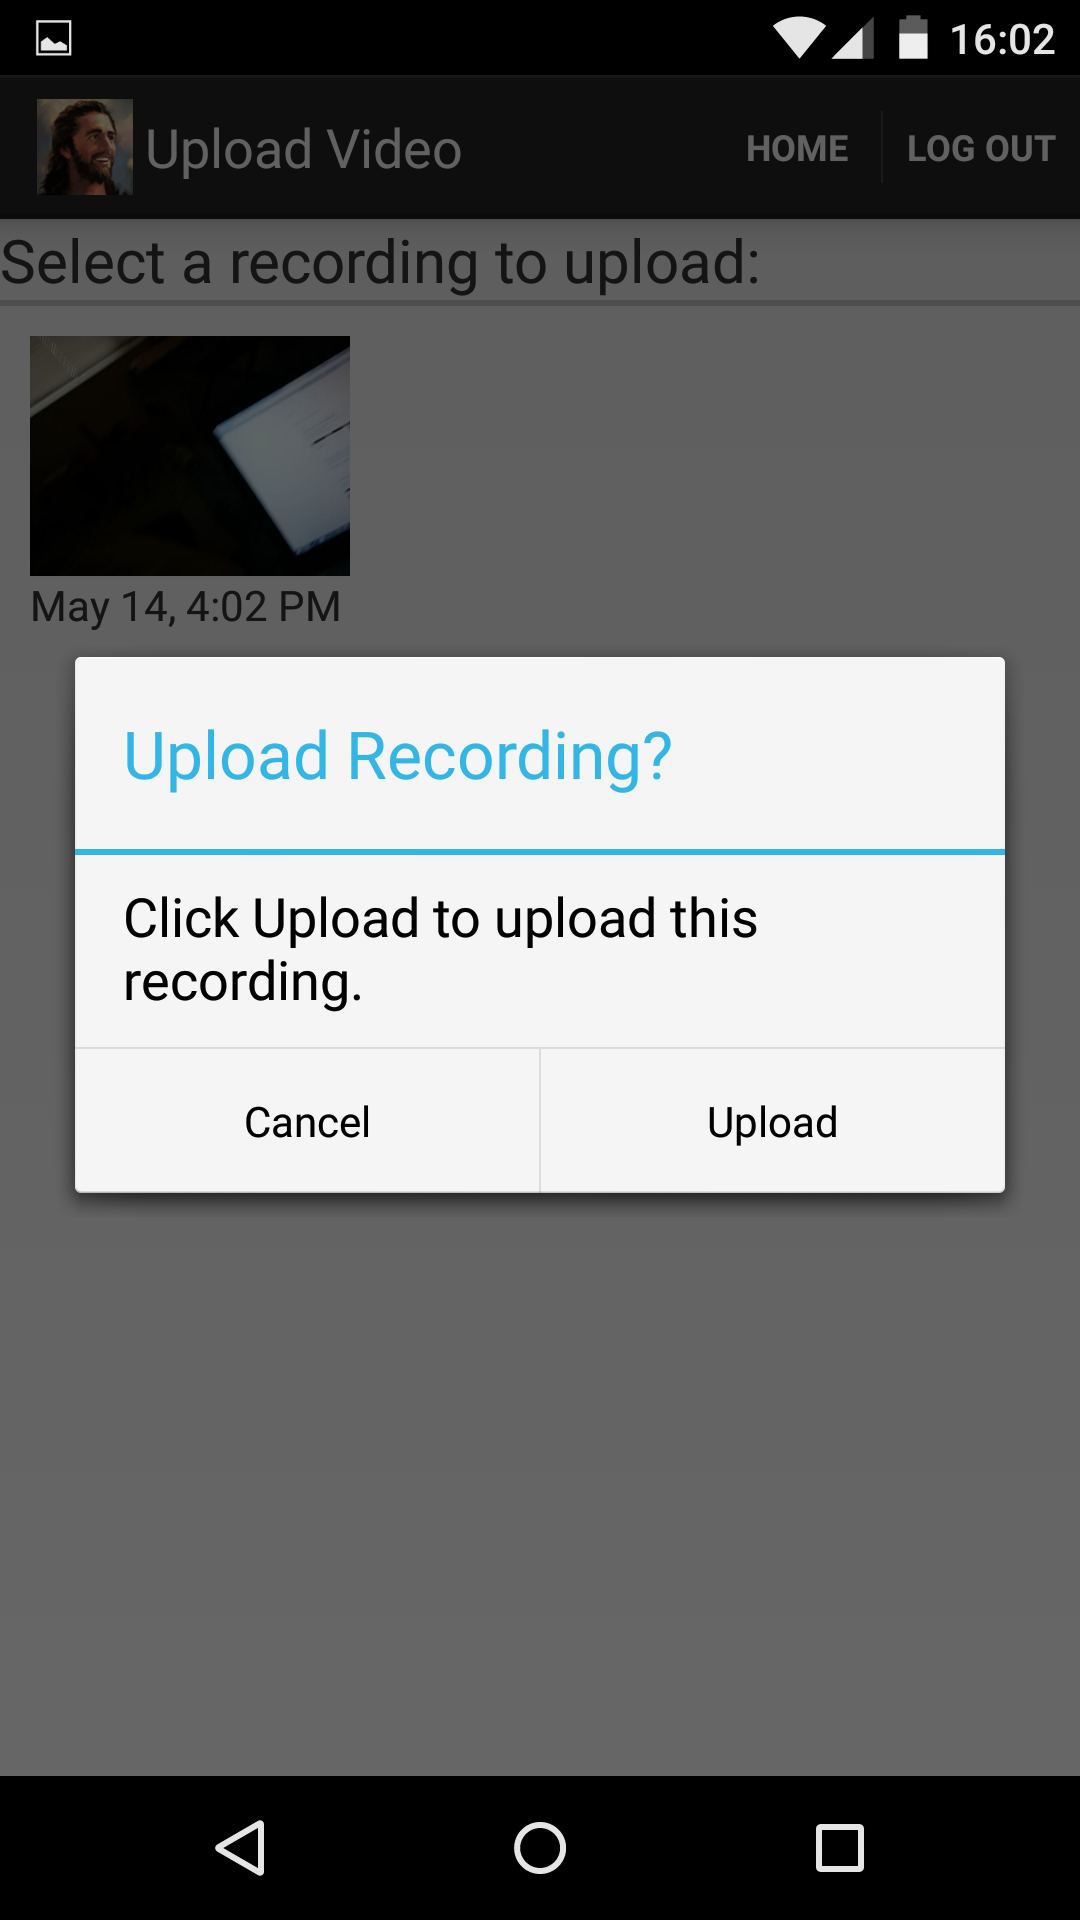 16:02
Upload Video
HOME
LOG OUT
Select a recording to upload:
May 14, 4:02 PM
Upload Recording?
Click Upload to upload this
recording.
Cancel
Upload